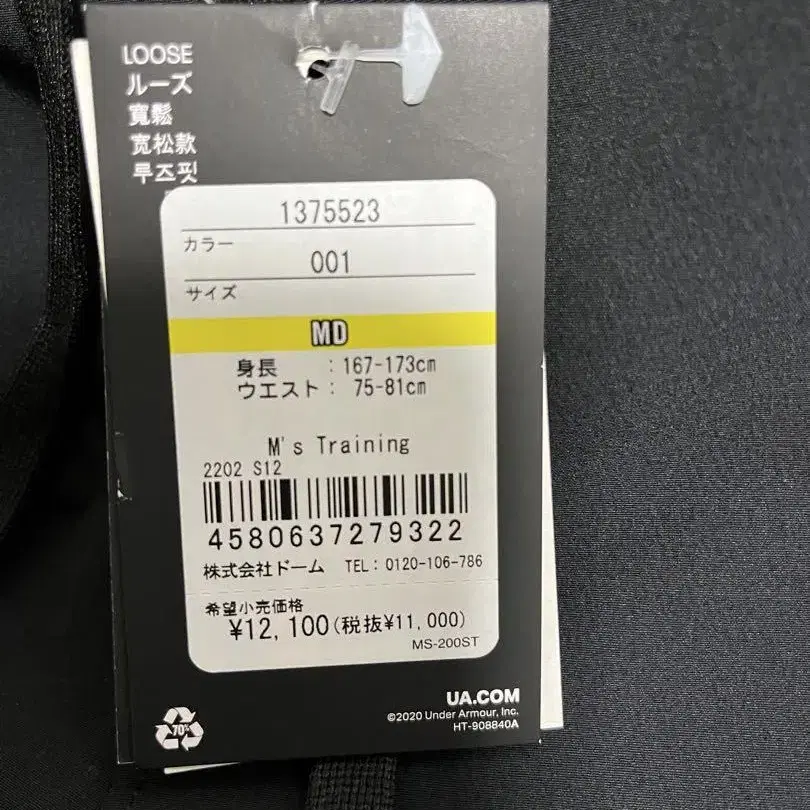 LOOSE
ルーズ
寬鬆
宽松款
루즈핏
1375523
カラー
001
サイズ
MD
身長 : 167-173cm
ウエスト : 75-81cm
M's Training
2202 S12
4580637279322
株式会社ドーム TEL : 0120-106-786
希望小売価格
¥12,100(税抜¥11,000)
MS-200ST
70%
UA.COM
©2020 Under Armour, Inc.
HT-908840A